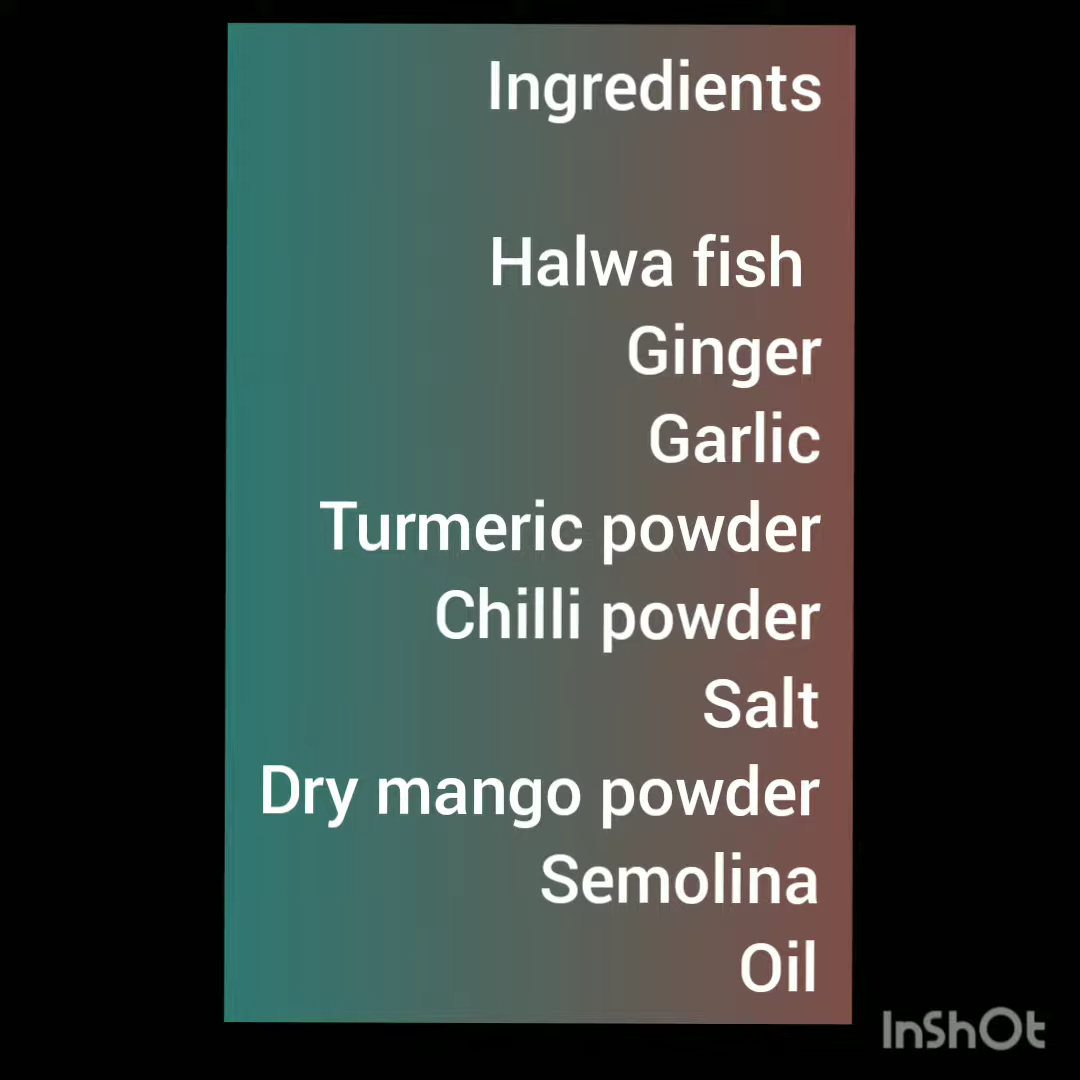 Ingredients
Halwa fish
Ginger
Garlic
Turmeric powder
Chilli powder
Salt
Dry mango powder
Semolina
Oil
InShOt